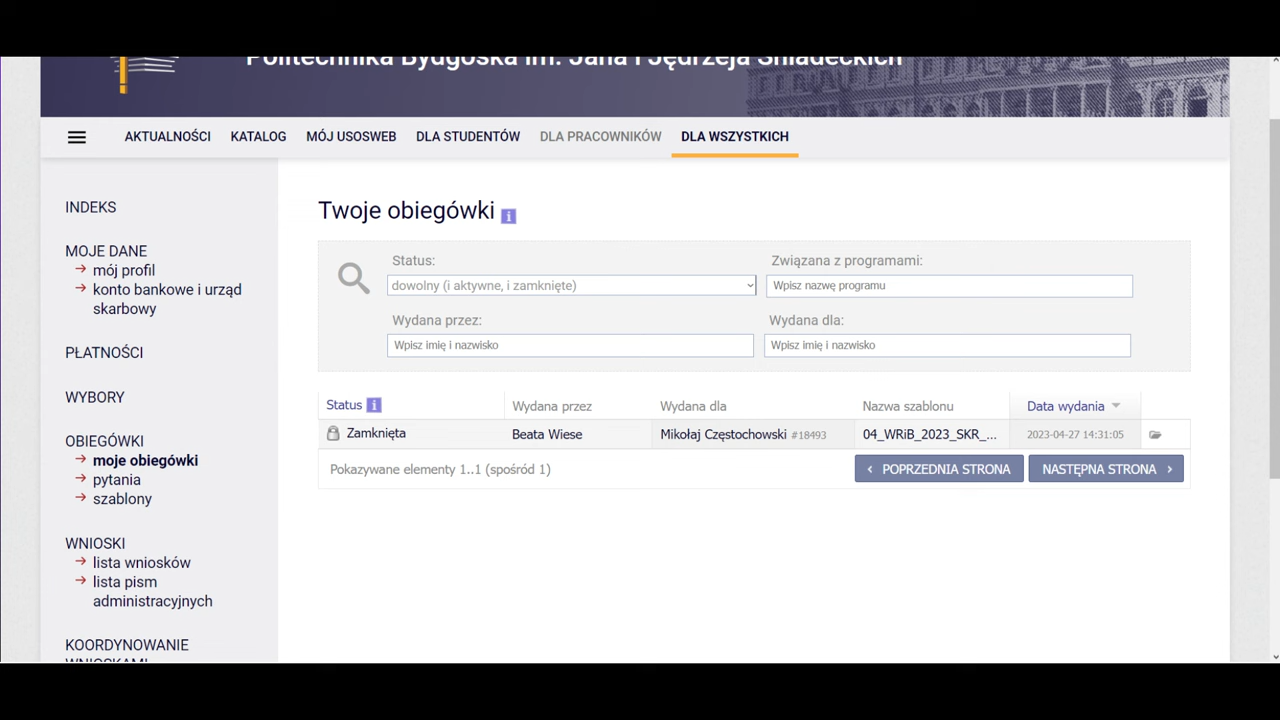 Politechnika Bydgoska im. Jana i Jędrzeja Śniadeckich
AKTUALNOŚCI KATALOG MÓJ USOSWEB DLA STUDENTÓW DLA PRACOWNIKÓW DLA WSZYSTKICH
INDEKS
MOJE DANE
mój profil
konto bankowe i urząd
skarbowy
PŁATNOŚCI
WYBORY
OBIEGÓWKI
moje obiegówki
pytania
szablony
WNIOSKI
lista wniosków
lista pism
administracyjnych
KOORDYNOWANIE
WNIOSKAMI
Twoje obiegówki i
Status: Związana z programami:
dowolny (i aktywne, i zamknięte) Wpisz nazwę programu
Wydana przez: Wydana dla:
Wpisz imię i nazwisko Wpisz imię i nazwisko
Status i Wydana przez Wydana dla Nazwa szablonu Data wydania
Zamknięta Beata Wiese Mikołaj Częstochowski #18493 04_WRiB_2023_SKR_... 2023-04-27 14:31:05
Pokazywane elementy 1..1 (spośród 1) ‹ POPRZEDNIA STRONA NASTĘPNA STRONA ›